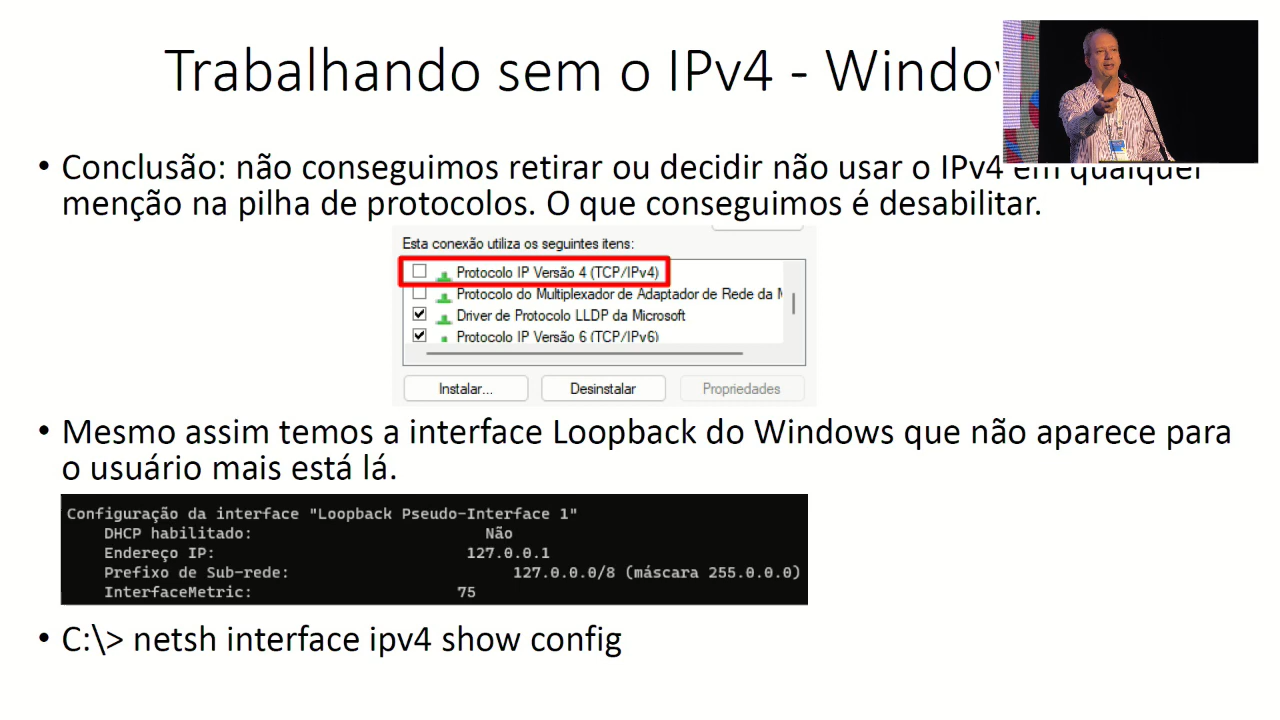 Trabalhando sem o IPv4 - Windo
• Conclusão: não conseguimos retirar ou decidir não usar o IPv4 em qualquer
menção na pilha de protocolos. O que conseguimos é desabilitar.
Esta conexão utiliza os seguintes itens:
Protocolo IP Versão 4 (TCP/IPv4)
Protocolo do Multiplexador de Adaptador de Rede da M
Driver de Protocolo LLDP da Microsoft
Protocolo IP Versão 6 (TCP/IPv6)
Instalar... Desinstalar Propriedades
• Mesmo assim temos a interface Loopback do Windows que não aparece para
o usuário mais está lá.
Configuração da interface "Loopback Pseudo-Interface 1"
DHCP habilitado: Não
Endereço IP: 127.0.0.1
Prefixo de Sub-rede: 127.0.0.0/8 (máscara 255.0.0.0)
InterfaceMetric: 75
• C:\> netsh interface ipv4 show config